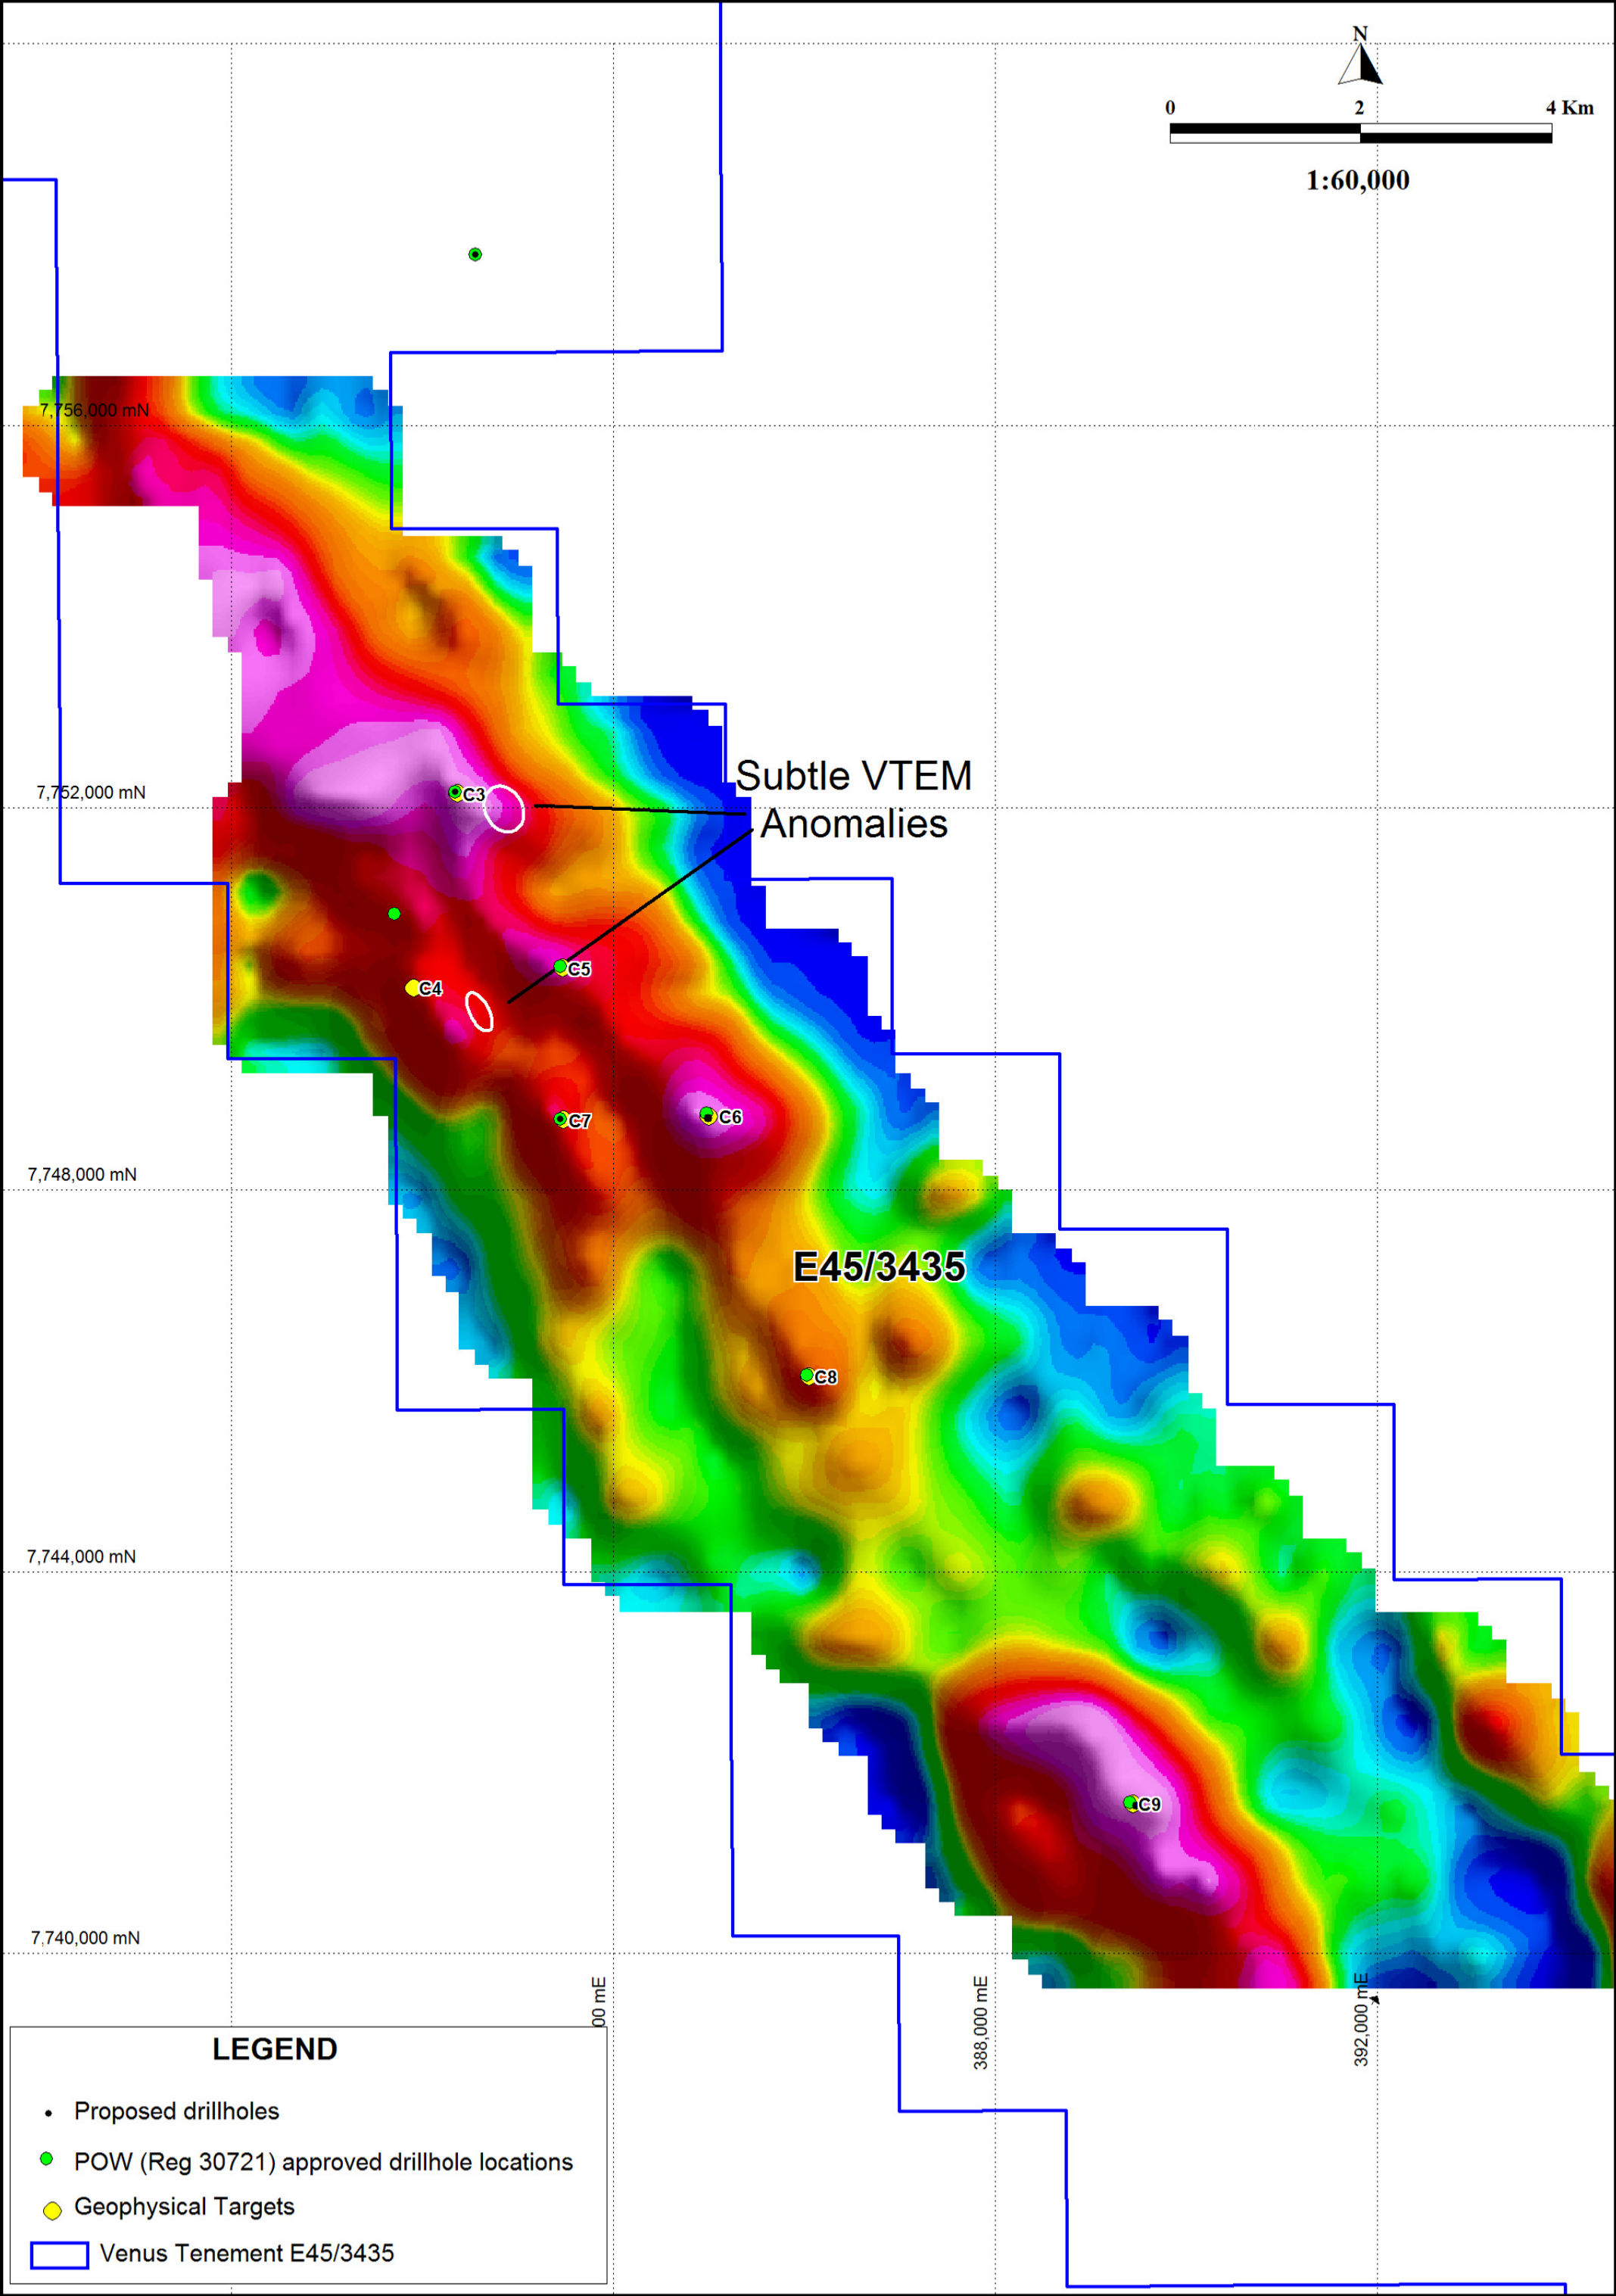 N
0 2 4 Km
1:60,000
7,756,000 mN
Subtle VTEM
Anomalies
7,752,000 mN
C3
C5
C4
C6
C7
7,748,000 mN
E45/3435
C8
7,744,000 mN
C9
7,740,000 mN
00 mE
388,000 mE
392,000 mE
LEGEND
Proposed drillholes
POW (Reg 30721) approved drillhole locations
Geophysical Targets
Venus Tenement E45/3435